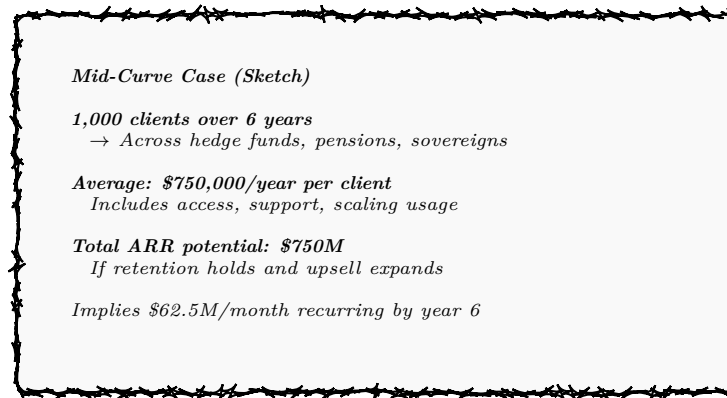 Mid-Curve Case (Sketch)
1,000 clients over 6 years
→ Across hedge funds, pensions, sovereigns
Average: $750,000/year per client
Includes access, support, scaling usage
Total ARR potential: $750M
If retention holds and upsell expands
Implies $62.5M/month recurring by year 6